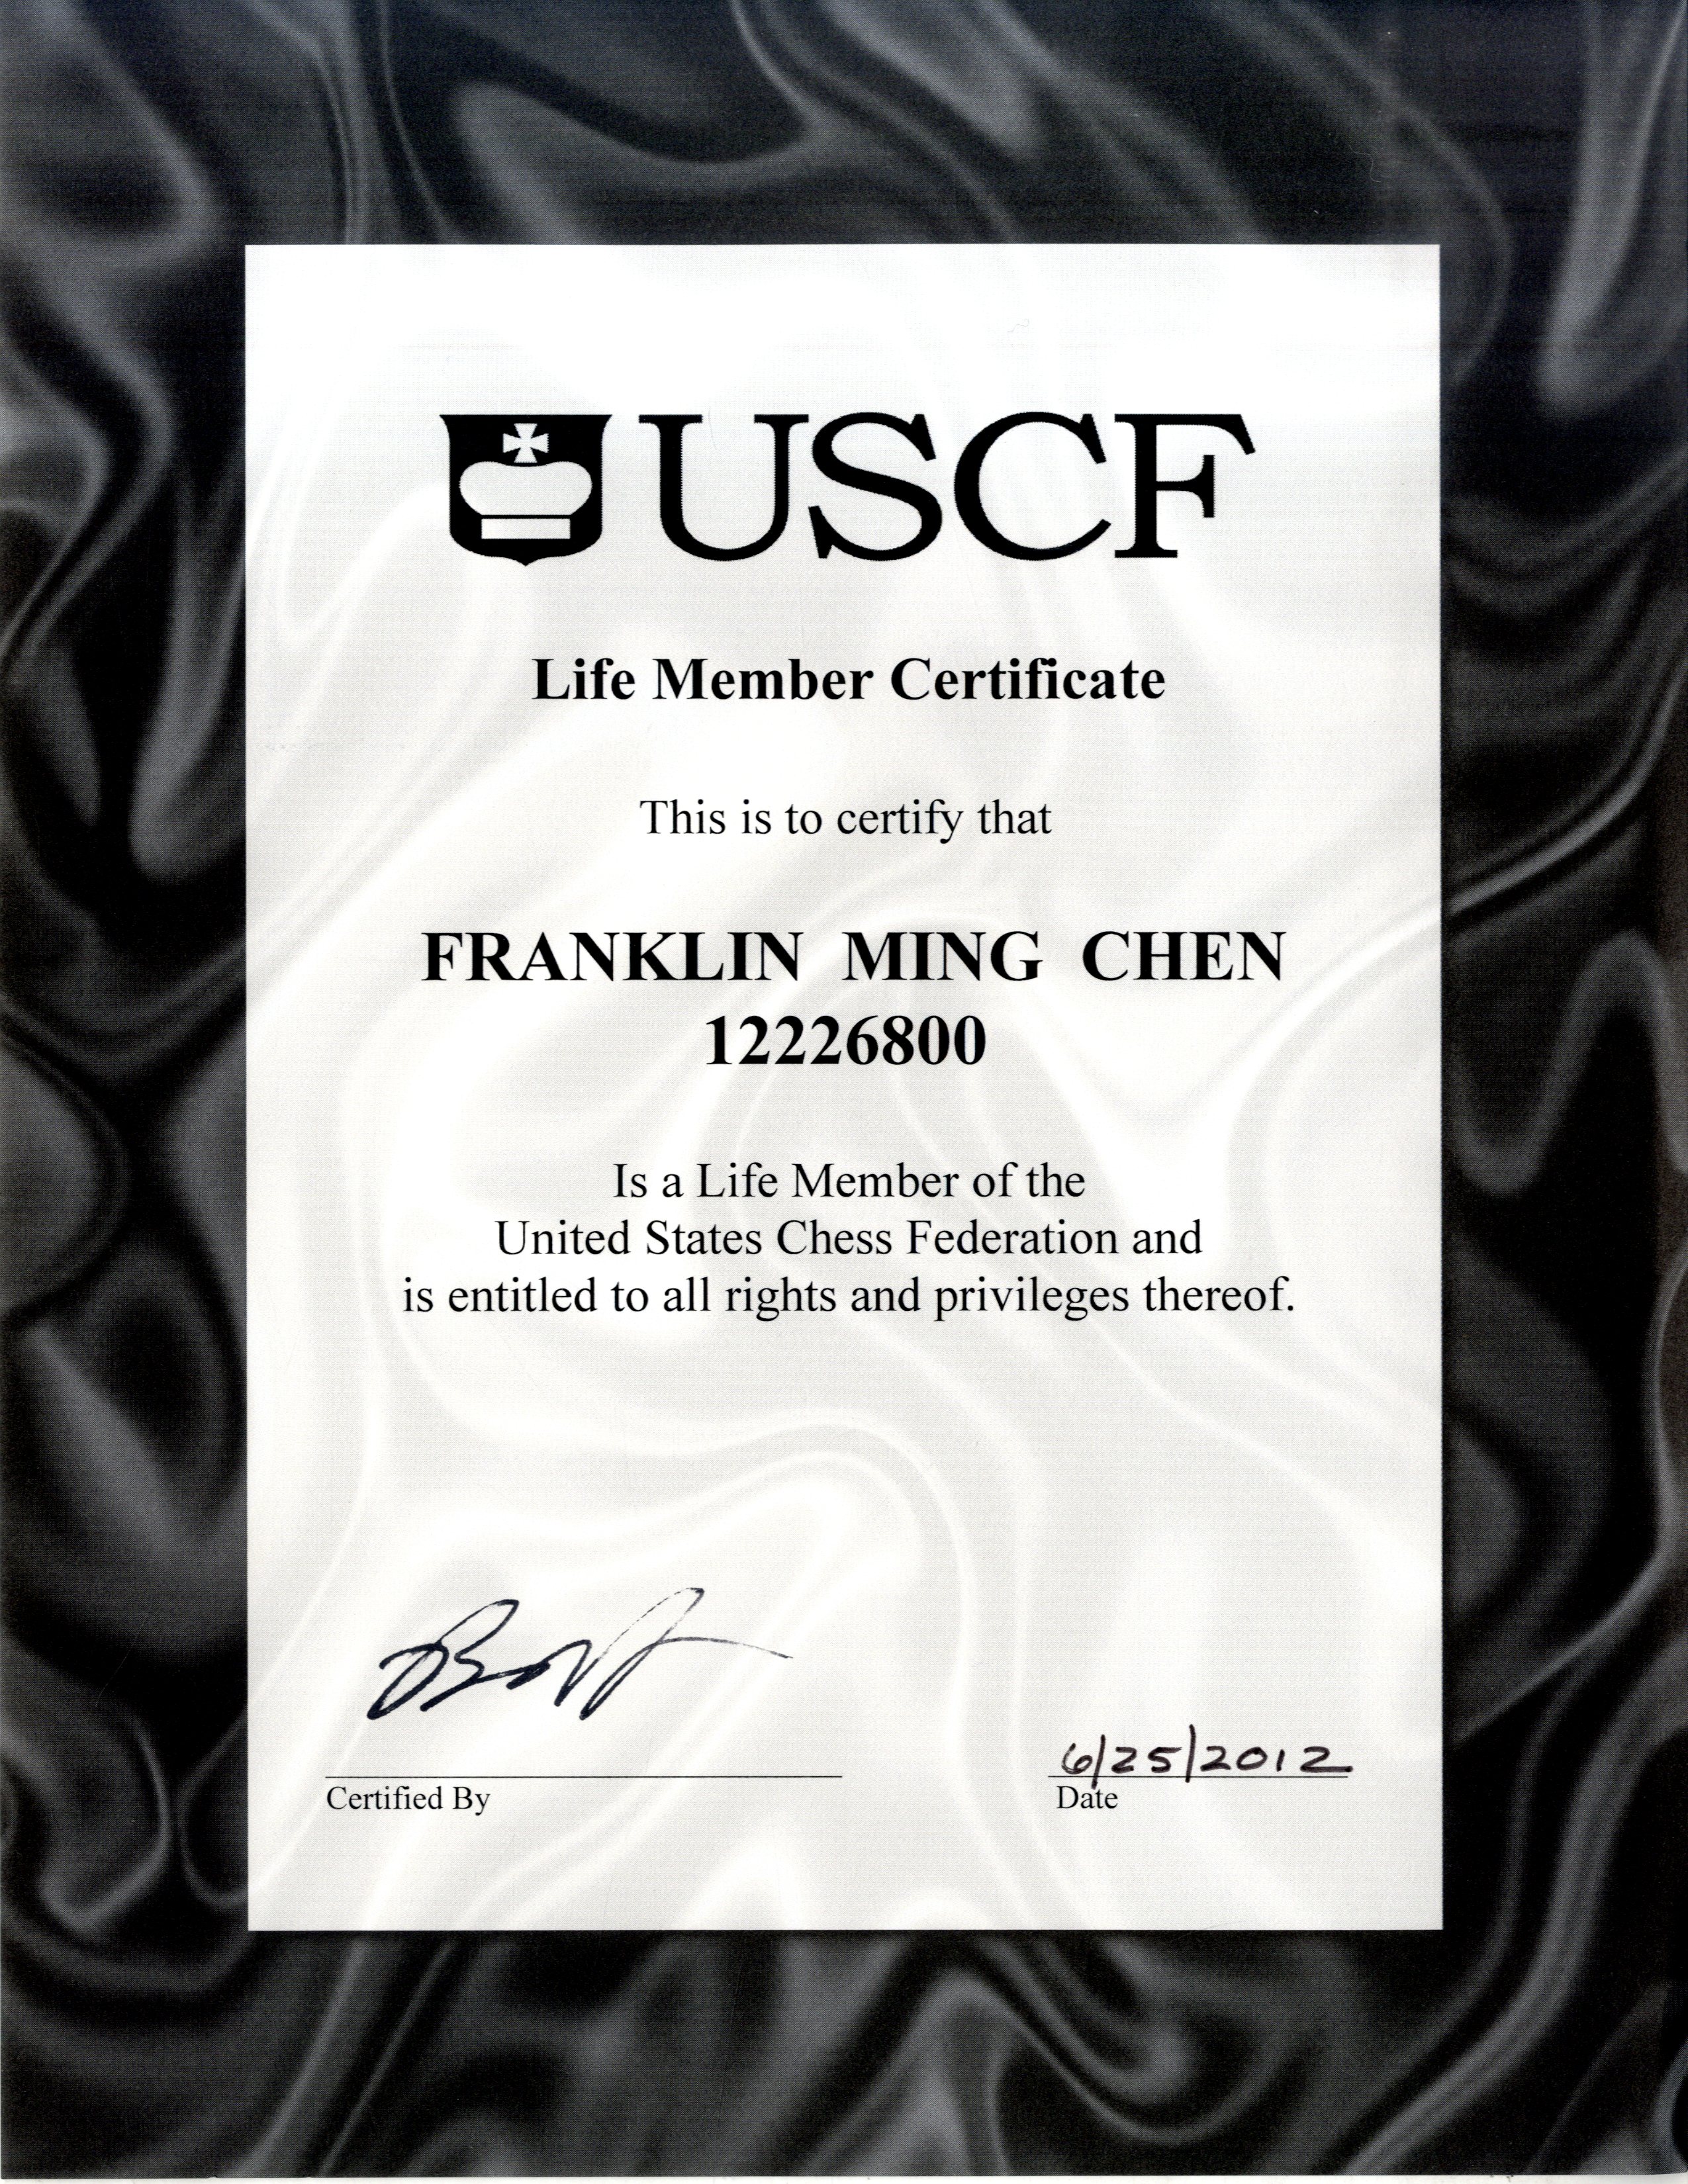 USCF
Life Member Certificate
This is to certify that
FRANKLIN MING CHEN
12226800
Is a Life Member of the
United States Chess Federation and
is entitled to all rights and privileges thereof.
6/25/2012
Certified By
Date